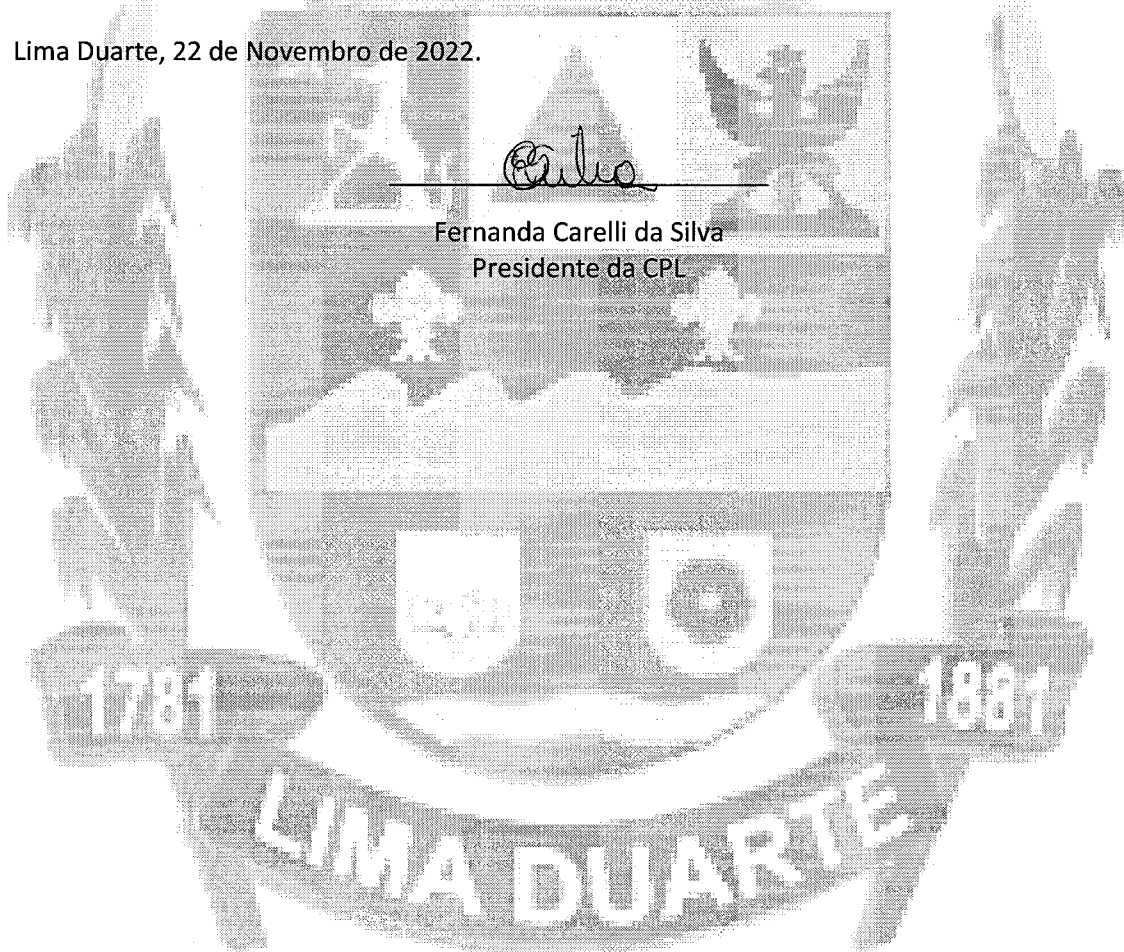 Lima Duarte, 22 de Novembro de 2022.
Fernanda Carelli da Silva
Presidente da CPL
1781
1881
LIMA DUARTE